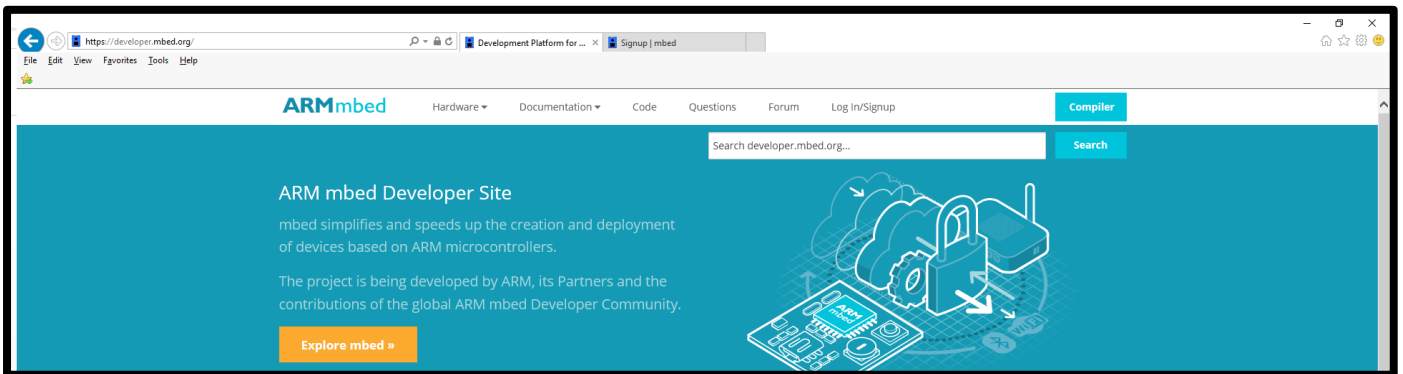 https://developer.mbed.org/
Development Platform for ...
Signup | mbed
File Edit View Favorites Tools Help
ARMmbed
Hardware
Documentation
Code
Questions
Forum
Log In/Signup
Compiler
Search developer.mbed.org...
Search
ARM mbed Developer Site
mbed simplifies and speeds up the creation and deployment
of devices based on ARM microcontrollers.
The project is being developed by ARM, its Partners and the
contributions of the global ARM mbed Developer Community.
Explore mbed »
ARM
mbed